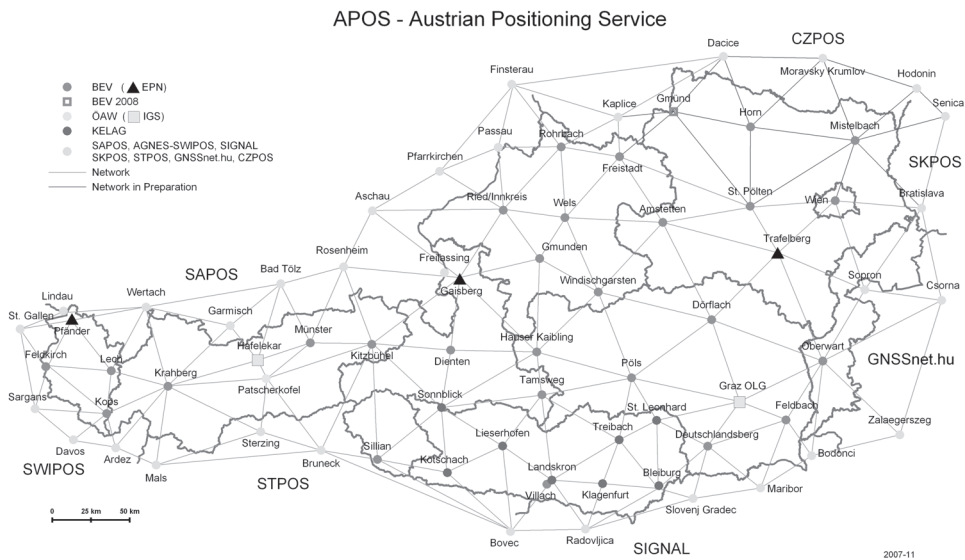 APOS - Austrian Positioning Service
BEV ( EPN)
BEV 2008
ÖAW ( IGS)
KELAG
SAPOS, AGNES-SWIPOS, SIGNAL
SKPOS, STPOS, GNSSnet.hu, CZPOS
Network
Network in Preparation
CZPOS
Dacice
Moravsky Krumlov
Hodonin
Finsterau
Gmünd
Kaplice
Horn
Senica
Passau
Rohrbach
Mistelbach
Pfarrkirchen
Freistadt
SKPOS
Aschau
Ried/Innkreis
Wels
Amstetten
St. Pölten
Wien
Bratislava
Rosenheim
Freilassing
Gmunden
Trafelberg
SAPOS
Bad Tölz
Gaisberg
Windischgarsten
Sopron
Csorna
Lindau
Wertach
Garmisch
Dörflach
St. Gallen
Pfänder
Münster
Hauser Kaibling
Oberwart
Hafelekar
Kitzbühel
Dienten
GNSSnet.hu
Feldkirch
Lech
Krahberg
Pöls
Patscherkofel
Tamsweg
Graz OLG
Sargans
Kops
Sonnblick
St. Leonhard
Feldbach
Zalaegerszeg
Davos
Sterzing
Sillian
Lieserhofen
Treibach
Deutschlandsberg
Bodonci
SWIPOS
Ardez
Mals
Bruneck
Kötschach
Landskron
Bleiburg
STPOS
Villach
Klagenfurt
Maribor
Slovenj Gradec
0 25 km 50 km
Bovec
Radovljica
SIGNAL
2007-11